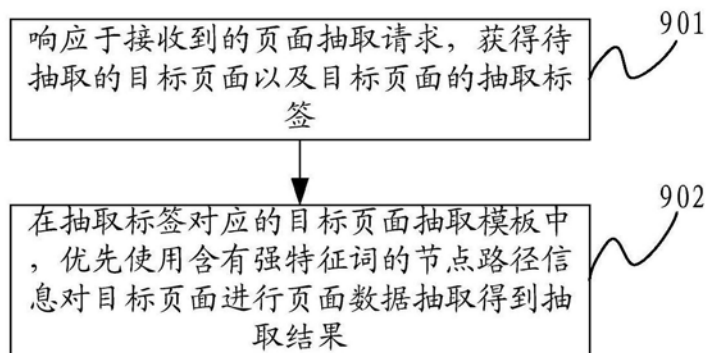 响应于接收到的页面抽取请求，获得待
抽取的目标页面以及目标页面的抽取标
签
901
在抽取标签对应的目标页面抽取模板中
，优先使用含有强特征词的节点路径信
息对目标页面进行页面数据抽取得到抽
取结果
902